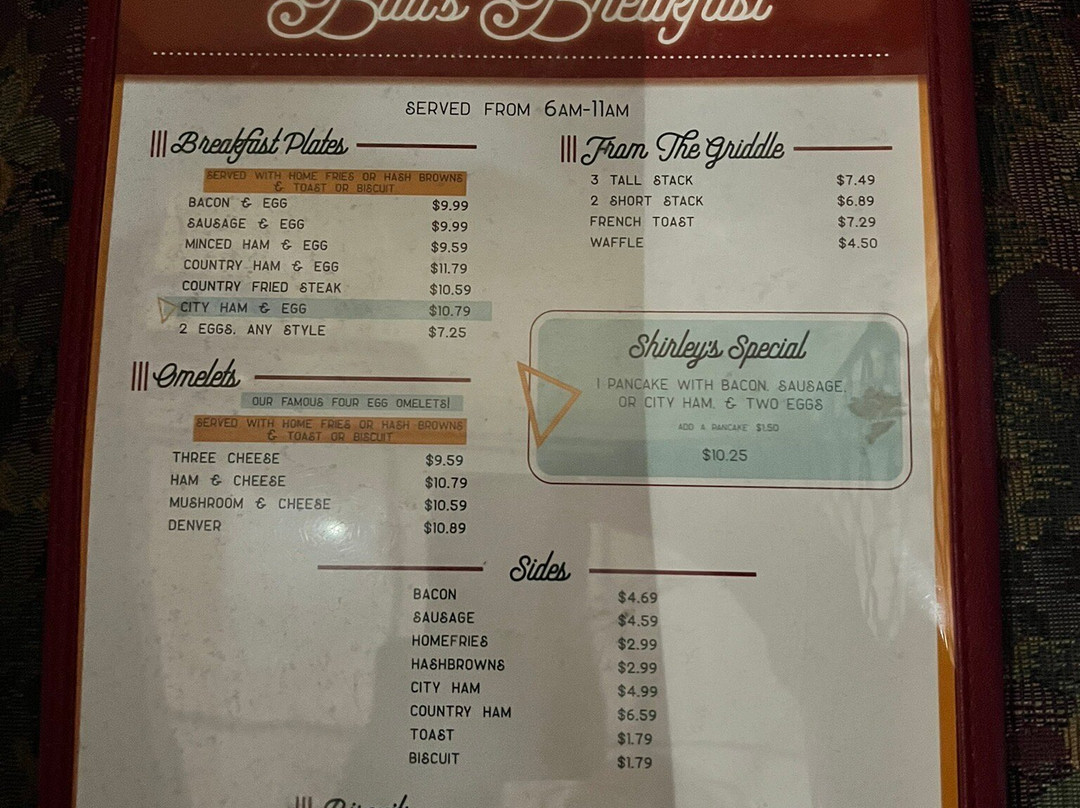 Breakfast
SERVED FROM 6AM-11AM
Breakfast Plates
SERVED WITH HOME FRIES OR HASH BROWNS
& TOAST OR BISCUIT
BACON & EGG $9.99
SAUSAGE & EGG $9.99
MINCED HAM & EGG $9.59
COUNTRY HAM & EGG $11.79
COUNTRY FRIED STEAK $10.59
CITY HAM & EGG $10.79
2 EGGS, ANY STYLE $7.25
Omelets
OUR FAMOUS FOUR EGG OMELETS!
SERVED WITH HOME FRIES OR HASH BROWNS
& TOAST OR BISCUIT
THREE CHEESE $9.59
HAM & CHEESE $10.79
MUSHROOM & CHEESE $10.59
DENVER $10.89
From The Griddle
3 TALL STACK $7.49
2 SHORT STACK $6.89
FRENCH TOAST $7.29
WAFFLE $4.50
Shirley's Special
1 PANCAKE WITH BACON, SAUSAGE,
OR CITY HAM, & TWO EGGS
ADD A PANCAKE $1.50
$10.25
Sides
BACON $4.69
SAUSAGE $4.59
HOMEFRIES $2.99
HASHBROWNS $2.99
CITY HAM $4.99
COUNTRY HAM $6.59
TOAST $1.79
BISCUIT $1.79